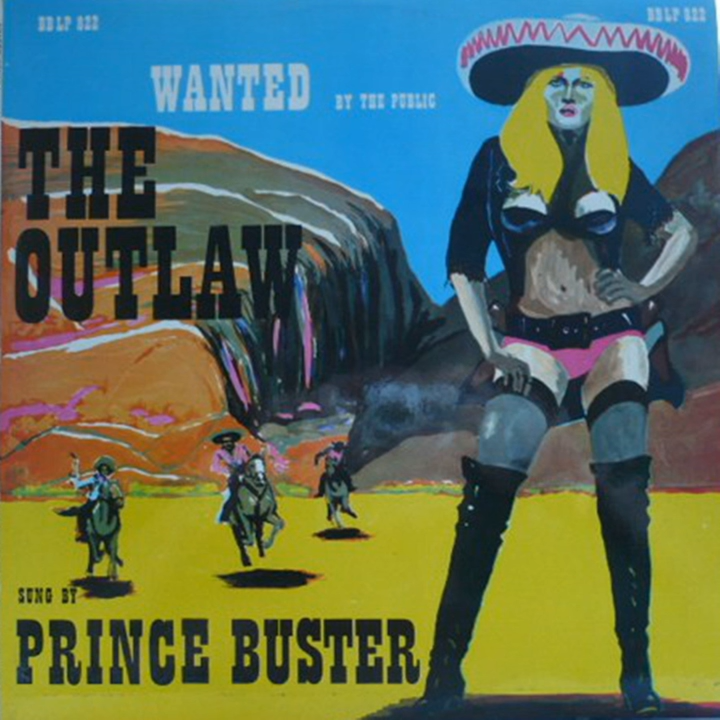 BBLP 822
BBLP 822
WANTED BY THE PUBLIC
THE
OUTLAW
SUNG BY
PRINCE BUSTER